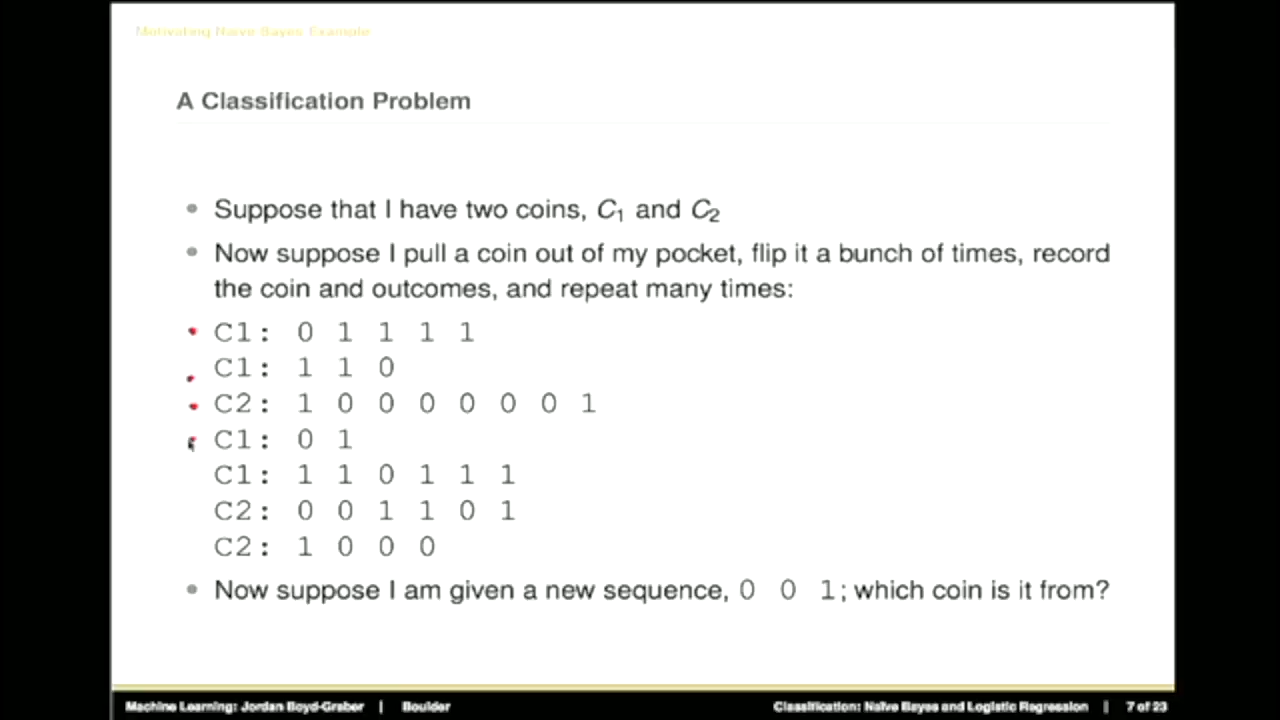 Motivating Naïve Bayes Example
A Classification Problem
Suppose that I have two coins, C₁ and C₂
Now suppose I pull a coin out of my pocket, flip it a bunch of times, record
the coin and outcomes, and repeat many times:
C1: 0 1 1 1 1
C1: 1 1 0
C2: 1 0 0 0 0 0 0 1
C1: 0 1
C1: 1 1 0 1 1 1
C2: 0 0 1 1 0 1
C2: 1 0 0 0
Now suppose I am given a new sequence, 0 0 1; which coin is it from?
Machine Learning: Jordan Boyd-Graber | Boulder
Classification: Naïve Bayes and Logistic Regression | 7 of 23